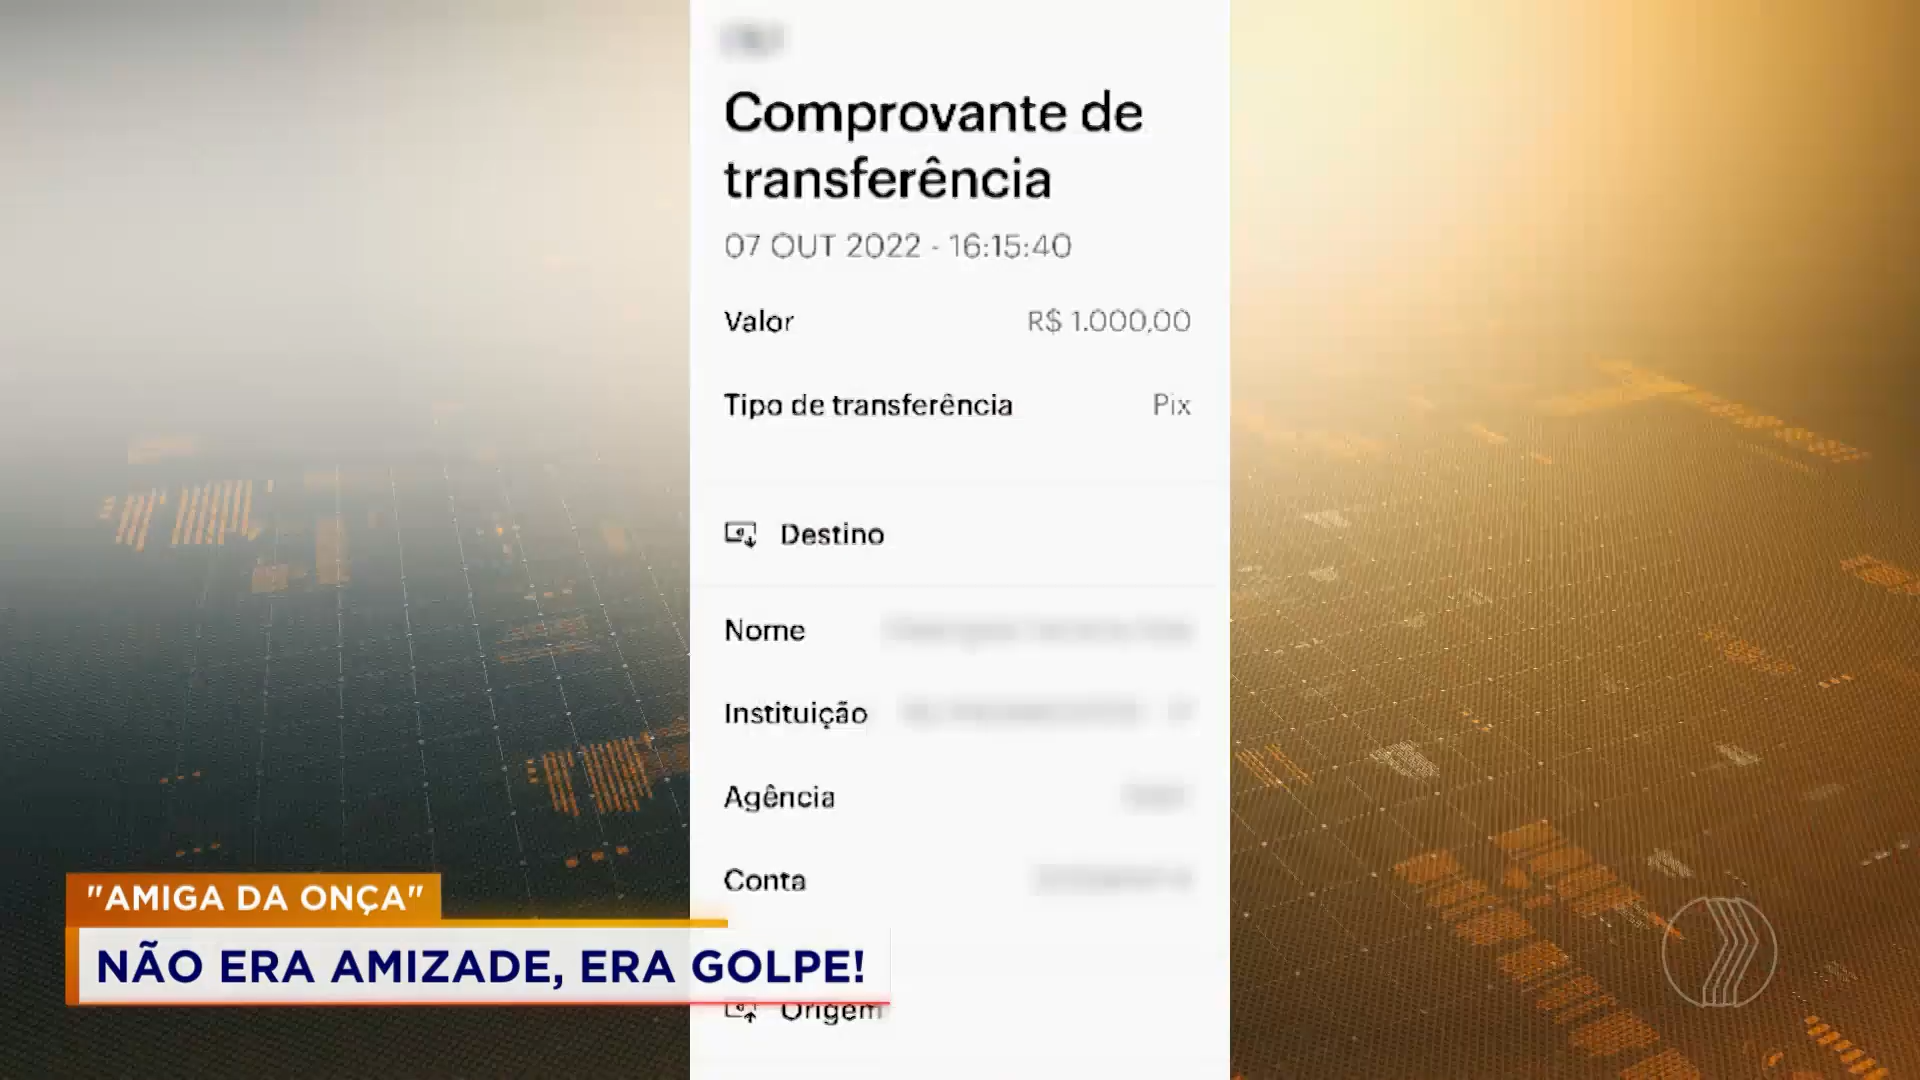 Comprovante de
transferência
07 OUT 2022 - 16:15:40
Valor R$ 1.000,00
Tipo de transferência Pix
Destino
Nome
Instituição
Agência
Conta
"AMIGA DA ONÇA"
NÃO ERA AMIZADE, ERA GOLPE!
Origem